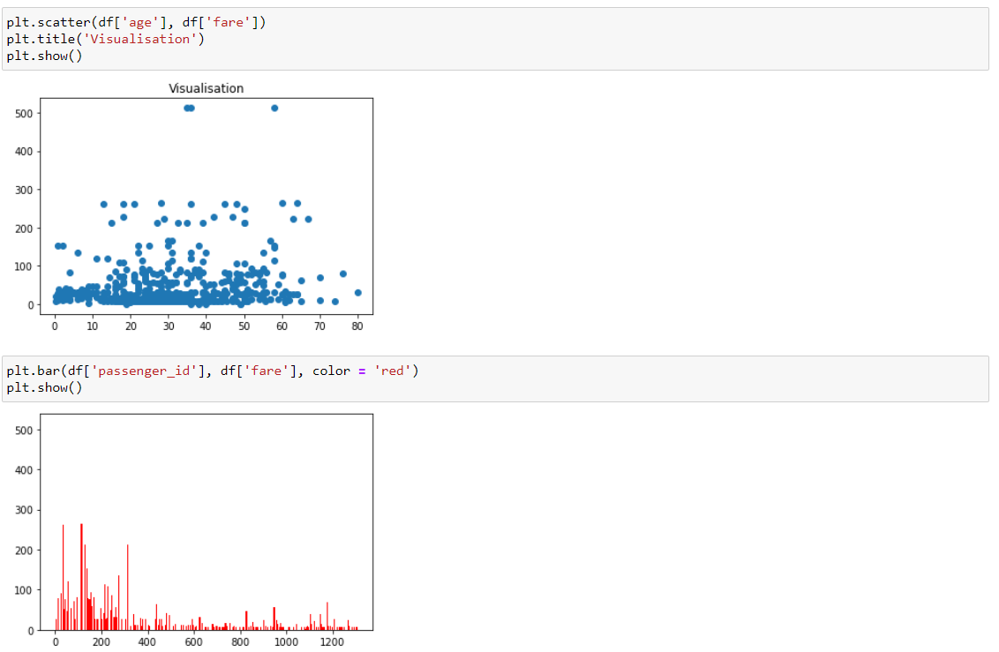 plt.scatter(df['age'], df['fare'])
plt.title('Visualisation')
plt.show()
Visualisation
500
400
300
200
100
0
0 10 20 30 40 50 60 70 80
plt.bar(df['passenger_id'], df['fare'], color = 'red')
plt.show()
500
400
300
200
100
0
0 200 400 600 800 1000 1200